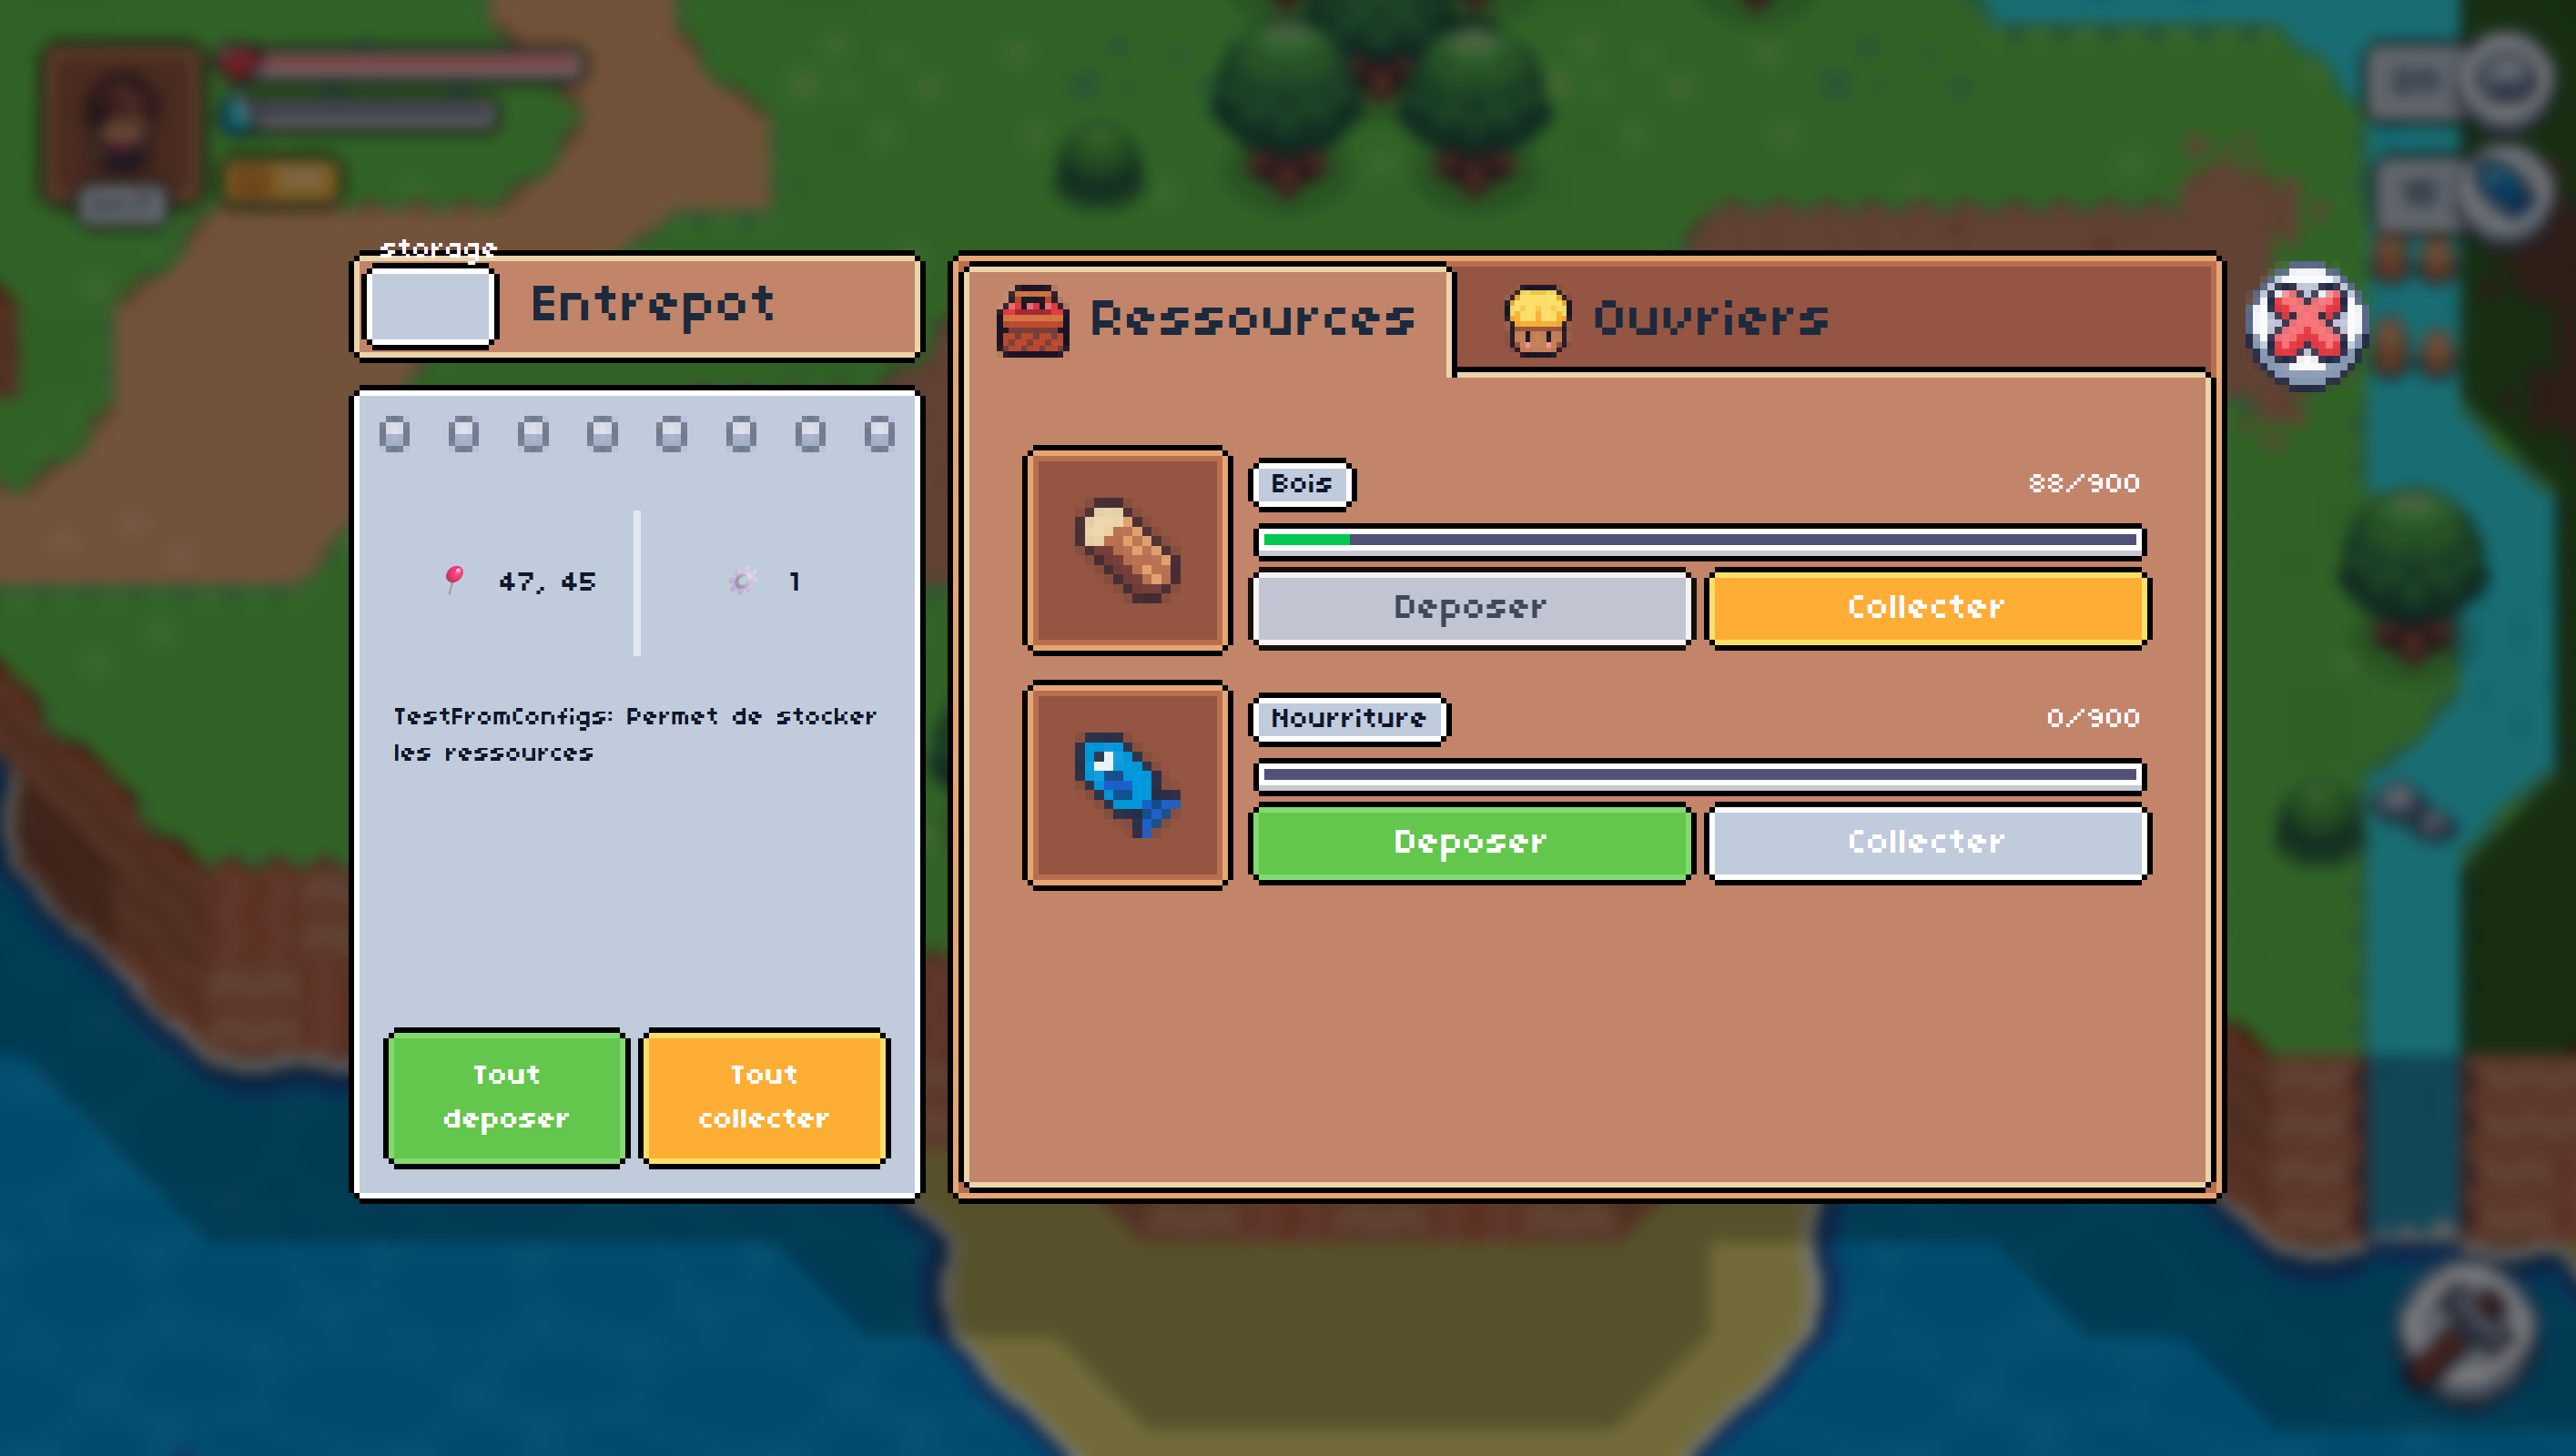 storage
Entrepot
47, 45
1
TestFromConfigs: Permet de stocker
les ressources
Tout
deposer
Tout
collecter
Ressources
Ouvriers
Bois
88/900
Deposer
Collecter
Nourriture
0/900
Deposer
Collecter